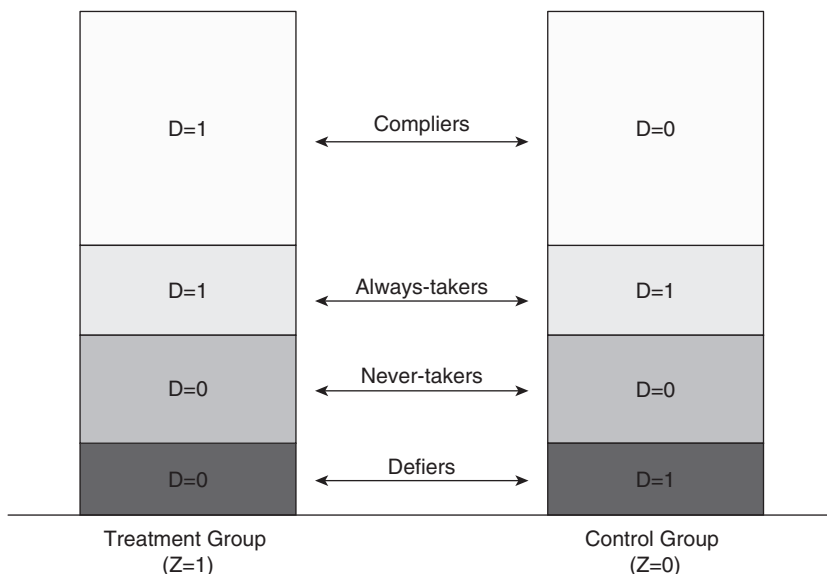 D=1
Compliers
D=0
D=1
Always-takers
D=1
D=0
Never-takers
D=0
D=0
Defiers
D=1
Treatment Group
(Z=1)
Control Group
(Z=0)